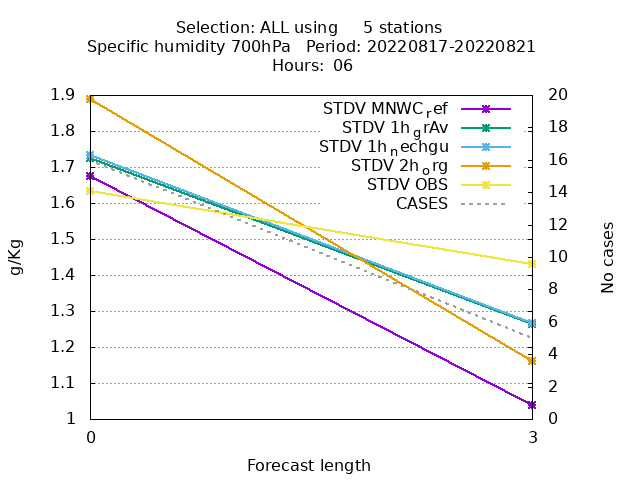 Selection: ALL using     5 stations
Specific humidity 700hPa   Period: 20220817-20220821
Hours: 06
1.9
1.8
1.7
1.6
1.5
1.4
1.3
1.2
1.1
1
20
18
16
14
12
10
8
6
4
2
0
STDV MNWC_ref
STDV 1h_grAv
STDV 1h_nechgu
STDV 2h_org
STDV OBS
CASES
g/Kg
No cases
0
3
Forecast length